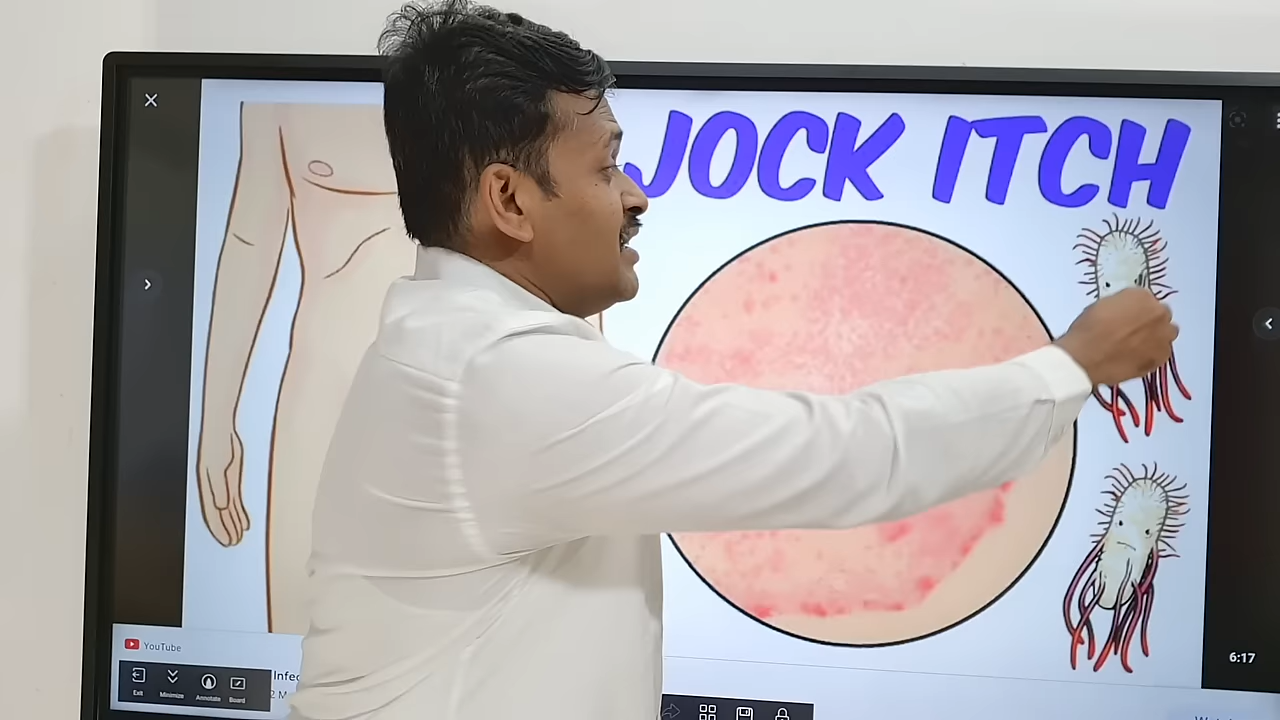 JOCK ITCH
YouTube
Exit
Minimize
Annotate
Board
6:17